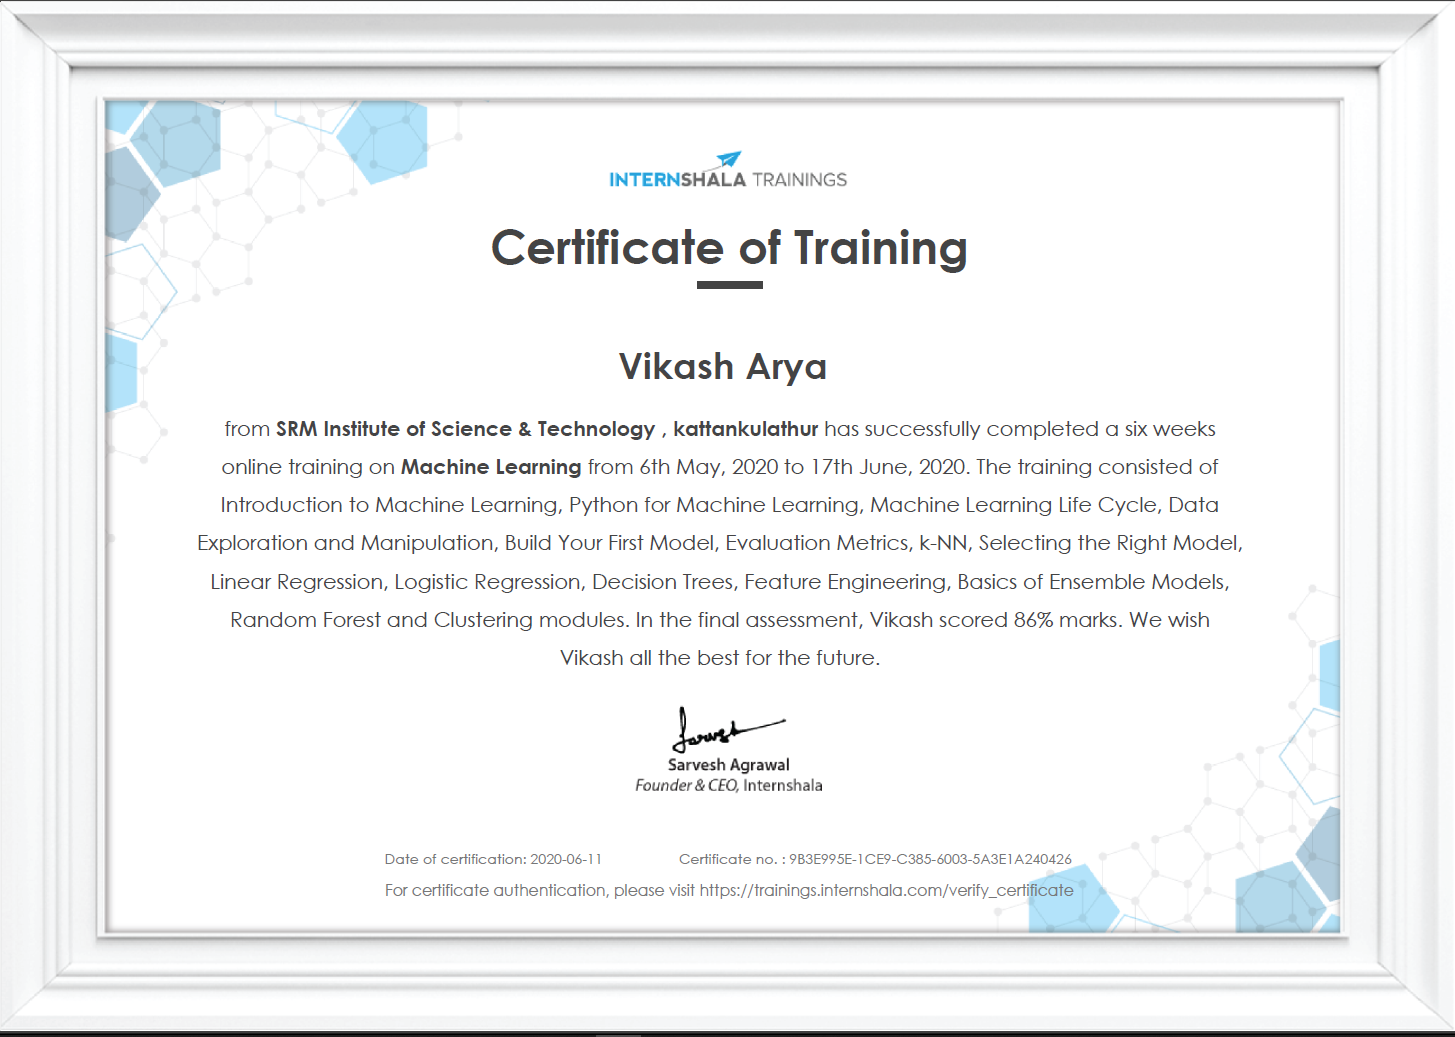 INTERNSHALA TRAININGS
Certificate of Training
Vikash Arya
from SRM Institute of Science & Technology , kattankulathur has successfully completed a six weeks
online training on Machine Learning from 6th May, 2020 to 17th June, 2020. The training consisted of
Introduction to Machine Learning, Python for Machine Learning, Machine Learning Life Cycle, Data
Exploration and Manipulation, Build Your First Model, Evaluation Metrics, k-NN, Selecting the Right Model,
Linear Regression, Logistic Regression, Decision Trees, Feature Engineering, Basics of Ensemble Models,
Random Forest and Clustering modules. In the final assessment, Vikash scored 86% marks. We wish
Vikash all the best for the future.
Sarvesh
Sarvesh Agrawal
Founder & CEO, Internshala
Date of certification: 2020-06-11 Certificate no. : 9B3E995E-1CE9-C385-6003-5A3E1A240426
For certificate authentication, please visit https://trainings.internshala.com/verify_certificate